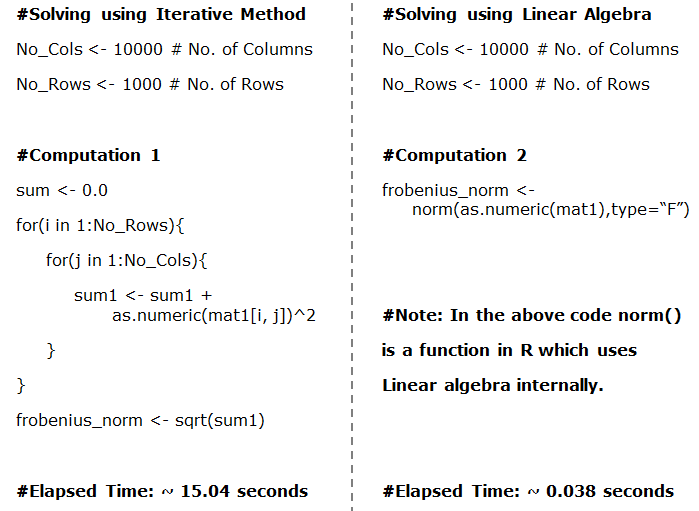 #Solving using Iterative Method
No_Cols <- 10000 # No. of Columns
No_Rows <- 1000 # No. of Rows
#Computation 1
sum <- 0.0
for(i in 1:No_Rows){
for(j in 1:No_Cols){
sum1 <- sum1 +
as.numeric(mat1[i, j])^2
}
}
frobenius_norm <- sqrt(sum1)
#Elapsed Time: ~ 15.04 seconds
#Solving using Linear Algebra
No_Cols <- 10000 # No. of Columns
No_Rows <- 1000 # No. of Rows
#Computation 2
frobenius_norm <-
norm(as.numeric(mat1),type=“F”)
#Note: In the above code norm()
is a function in R which uses
Linear algebra internally.
#Elapsed Time: ~ 0.038 seconds